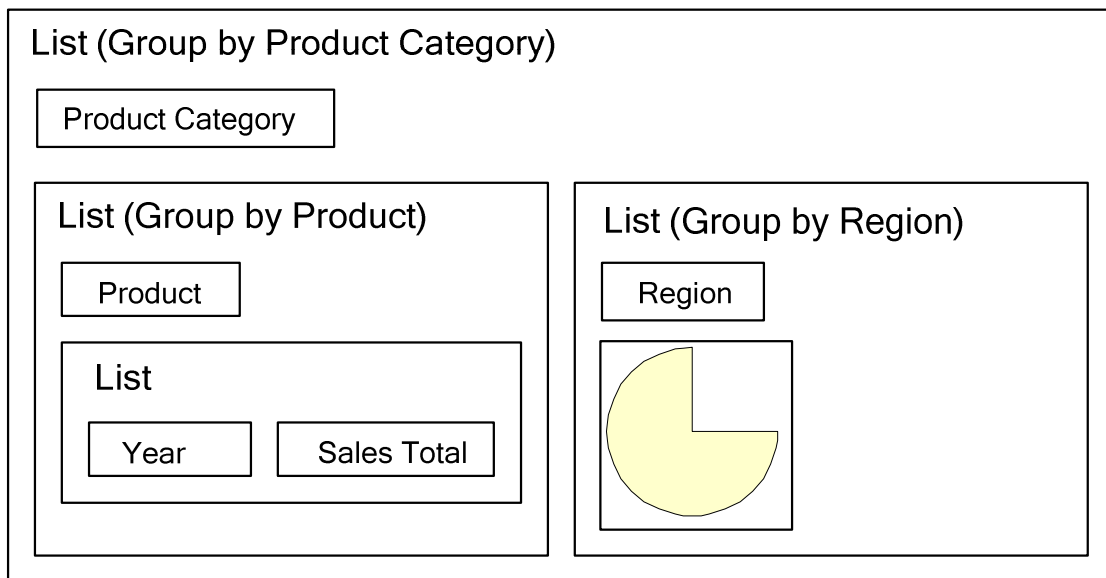 List (Group by Product Category)
Product Category
List (Group by Product)
Product
List
Year
Sales Total
List (Group by Region)
Region